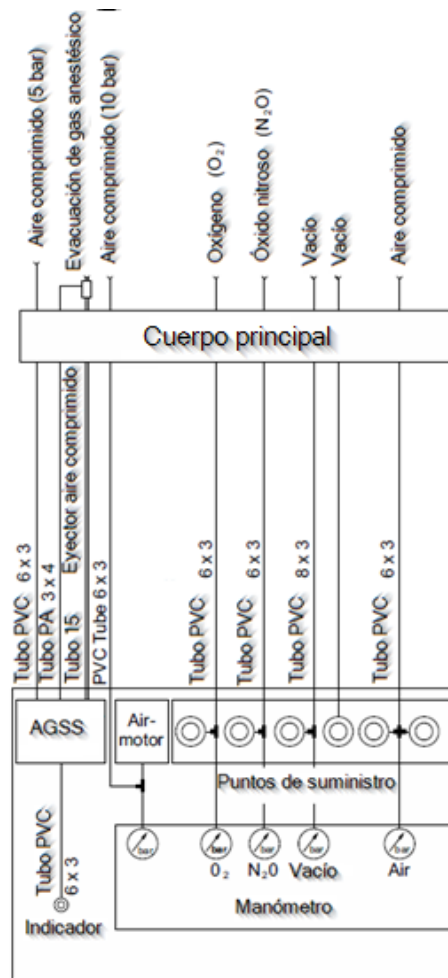 Aire comprimido (5 bar)
Evacuación de gas anestésico
Aire comprimido (10 bar)
Oxígeno (O₂)
Óxido nitroso (N₂O)
Vacío
Vacío
Aire comprimido
Cuerpo principal
Tubo PVC: 6 x 3
Tubo PA 3 x 4
Tubo 15 Eyector aire comprimido
PVC Tube 6 x 3
Tubo PVC: 6 x 3
Tubo PVC: 6 x 3
Tubo PVC: 8 x 3
Tubo PVC: 6 x 3
AGSS
Air-
motor
Puntos de suministro
Tubo PVC:
6 x 3
Indicador
bar
bar
bar
bar
bar
O₂
N₂O
Vacío
Air
Manómetro